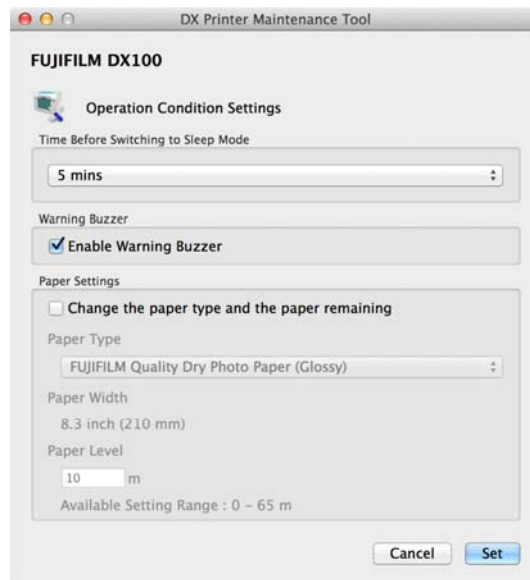 DX Printer Maintenance Tool
FUJIFILM DX100
Operation Condition Settings
Time Before Switching to Sleep Mode
5 mins
Warning Buzzer
Enable Warning Buzzer
Paper Settings
Change the paper type and the paper remaining
Paper Type
FUJIFILM Quality Dry Photo Paper (Glossy)
Paper Width
8.3 inch (210 mm)
Paper Level
10 m
Available Setting Range : 0 – 65 m
Cancel Set